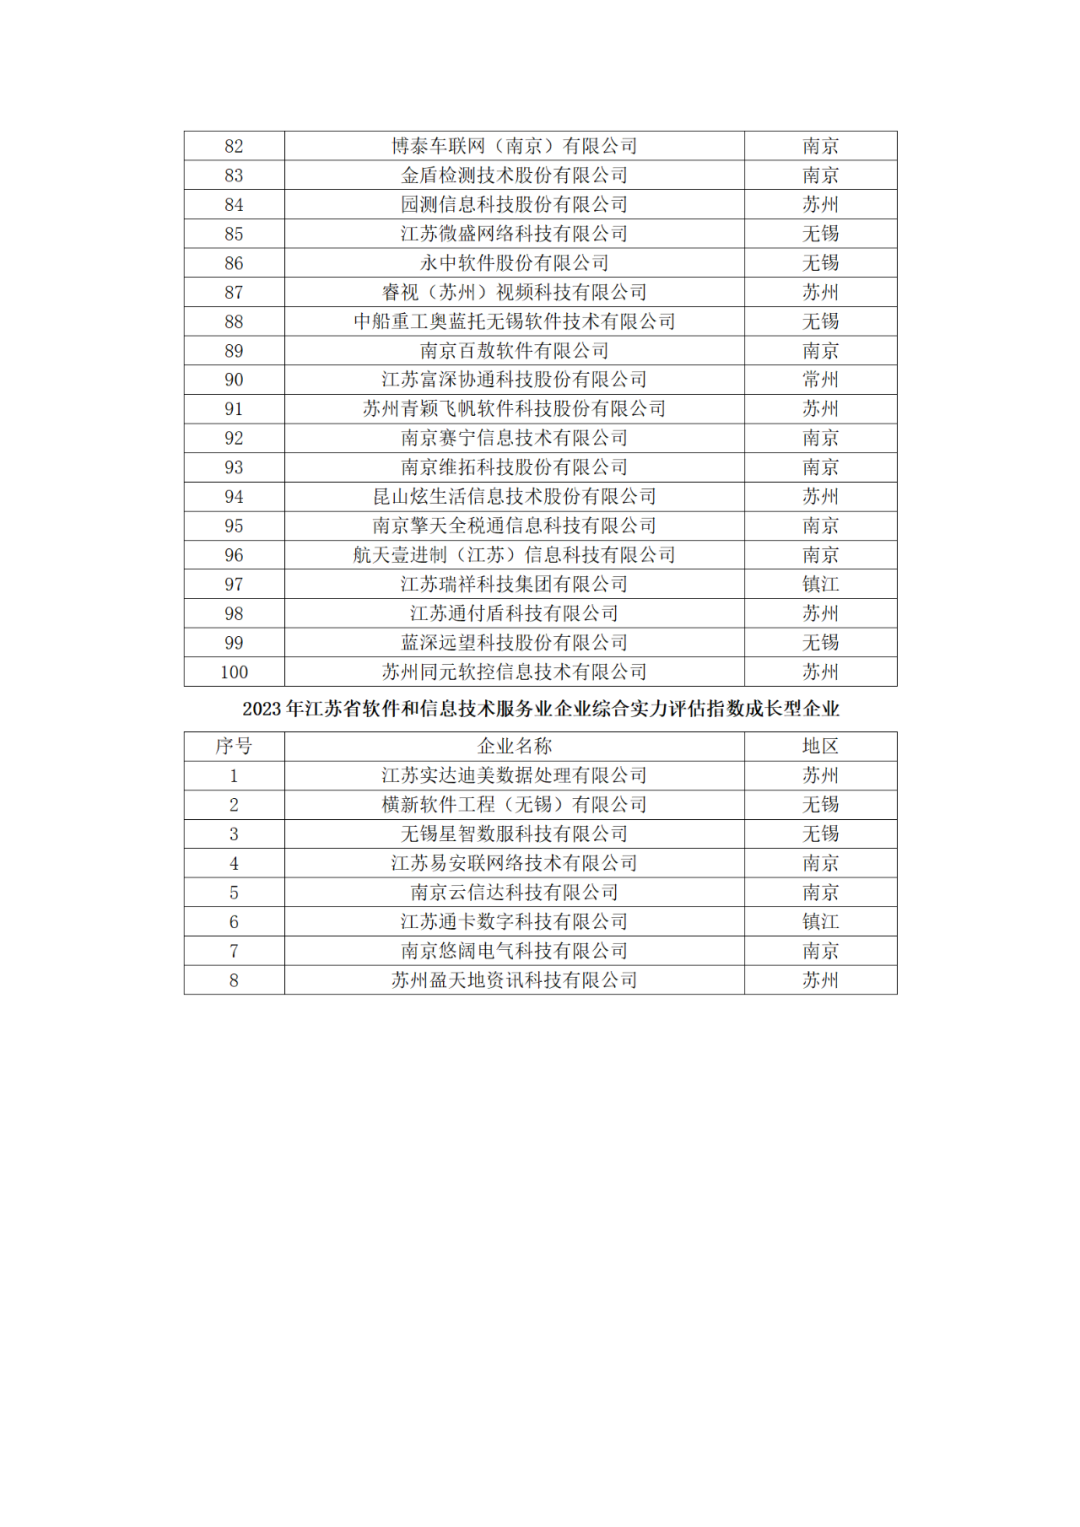 82 博泰车联网（南京）有限公司 南京
83 金盾检测技术股份有限公司 南京
84 园测信息科技股份有限公司 苏州
85 江苏微盛网络科技有限公司 无锡
86 永中软件股份有限公司 无锡
87 睿视（苏州）视频科技有限公司 苏州
88 中船重工奥蓝托无锡软件技术有限公司 无锡
89 南京百敖软件有限公司 南京
90 江苏富深协通科技股份有限公司 常州
91 苏州青颖飞帆软件科技股份有限公司 苏州
92 南京赛宁信息技术有限公司 南京
93 南京维拓科技股份有限公司 南京
94 昆山炫生活信息技术股份有限公司 苏州
95 南京擎天全税通信息科技有限公司 南京
96 航天壹进制（江苏）信息科技有限公司 南京
97 江苏瑞祥科技集团有限公司 镇江
98 江苏通付盾科技有限公司 苏州
99 蓝深远望科技股份有限公司 无锡
100 苏州同元软控信息技术有限公司 苏州
2023年江苏省软件和信息技术服务业企业综合实力评估指数成长型企业
序号 企业名称 地区
1 江苏实达迪美数据处理有限公司 苏州
2 横新软件工程（无锡）有限公司 无锡
3 无锡星智数服科技有限公司 无锡
4 江苏易安联网络技术有限公司 南京
5 南京云信达科技有限公司 南京
6 江苏通卡数字科技有限公司 镇江
7 南京悠阔电气科技有限公司 南京
8 苏州盈天地资讯科技有限公司 苏州